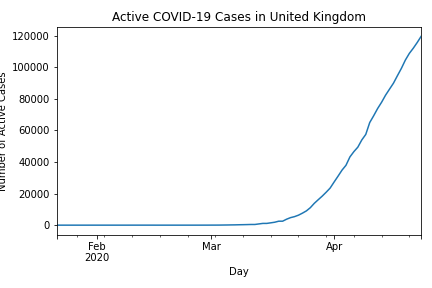 Active COVID-19 Cases in United Kingdom
Number of Active Cases
120000
100000
80000
60000
40000
20000
0
Feb
2020
Mar
Apr
Day